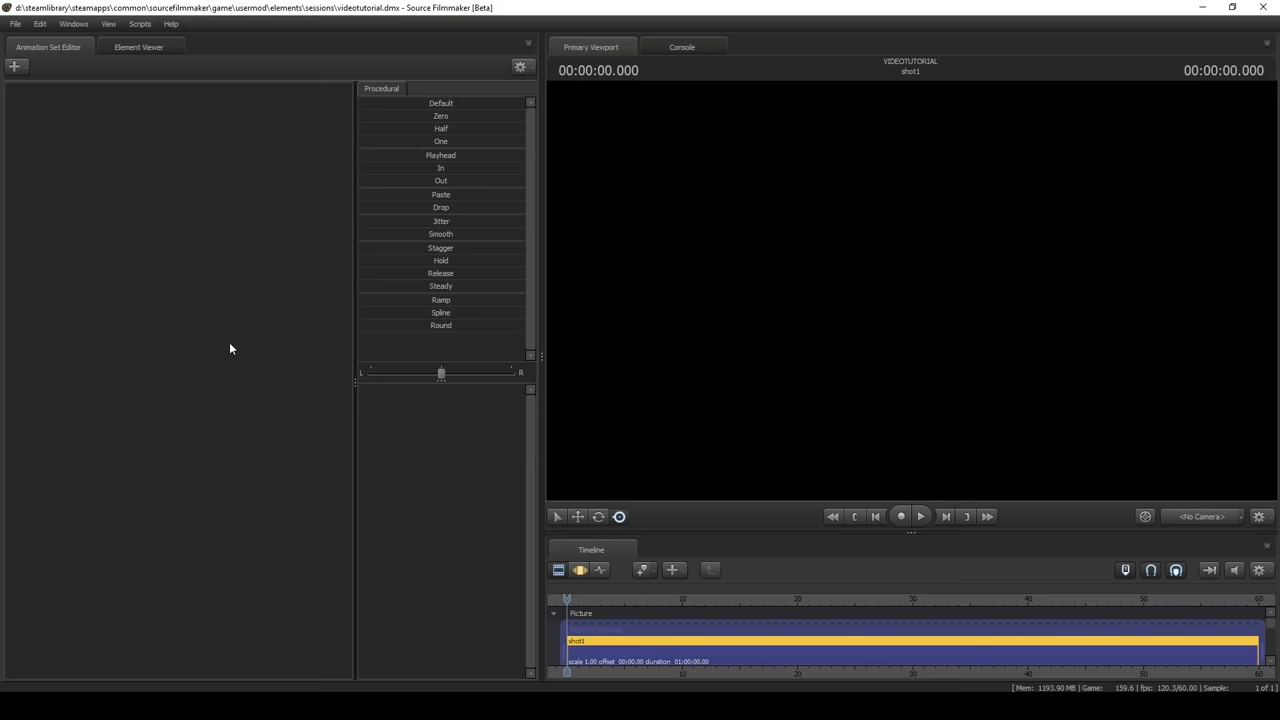 d:\steamlibrary\steamapps\common\sourcefilmmaker\game\usermod\elements\sessions\videotutorial.dmx - Source Filmmaker [Beta]
File Edit Windows View Scripts Help
Animation Set Editor Element Viewer
Primary Viewport Console
00:00:00.000
VIDEOTUTORIAL
shot1
00:00:00.000
Procedural
Default
Zero
Half
One
Playhead
In
Out
Paste
Drop
Jitter
Smooth
Stagger
Hold
Release
Steady
Ramp
Spline
Round
L R
<No Camera>
Timeline
10 20 30 40 50 60
Picture
shot1
scale 1.00 offset 00:00.00 duration 01:00:00.00
10 20 30 40 50 60
[Mem: 1193.90 MB | Game: 159.6 | fps: 120.3/60.00 | Sample: 1 of 1 ]